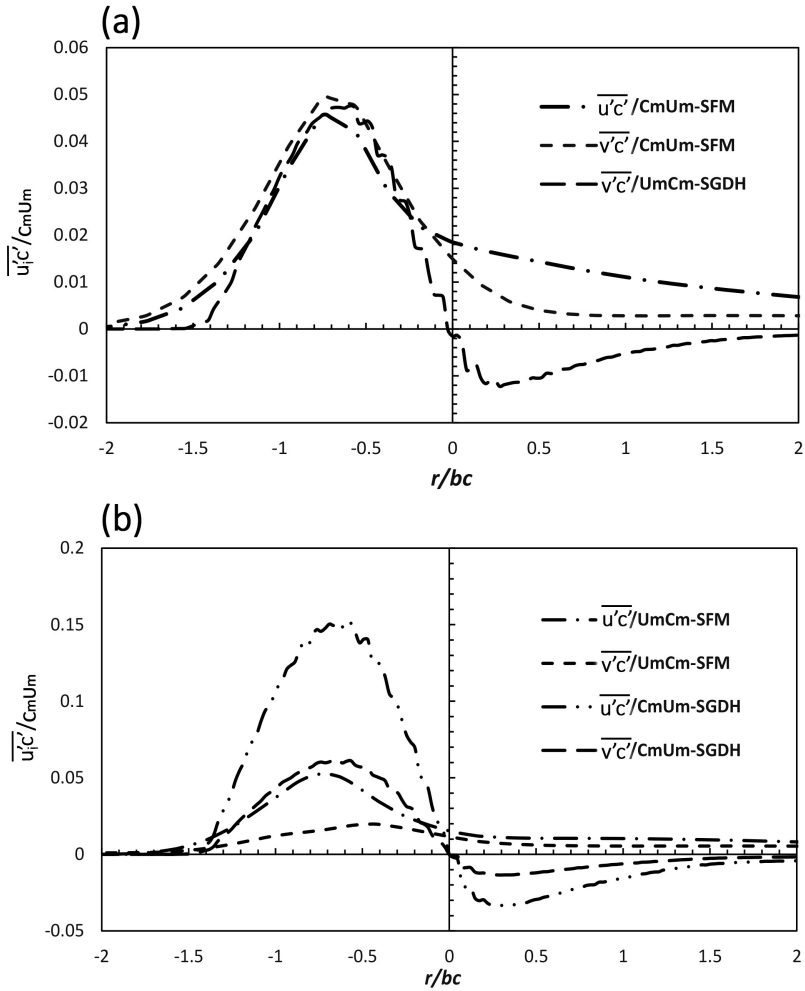 (a)
0.06
0.05
0.04
0.03
0.02
0.01
0
-0.01
-0.02
u'ᵢc'/CmUm
u'c'/CmUm-SFM
v'c'/CmUm-SFM
v'c'/UmCm-SGDH
-2 -1.5 -1 -0.5 0 0.5 1 1.5 2
r/bc
(b)
0.2
0.15
0.1
0.05
0
-0.05
u'ᵢc'/CmUm
u'c'/UmCm-SFM
v'c'/UmCm-SFM
u'c'/CmUm-SGDH
v'c'/CmUm-SGDH
-2 -1.5 -1 -0.5 0 0.5 1 1.5 2
r/bc